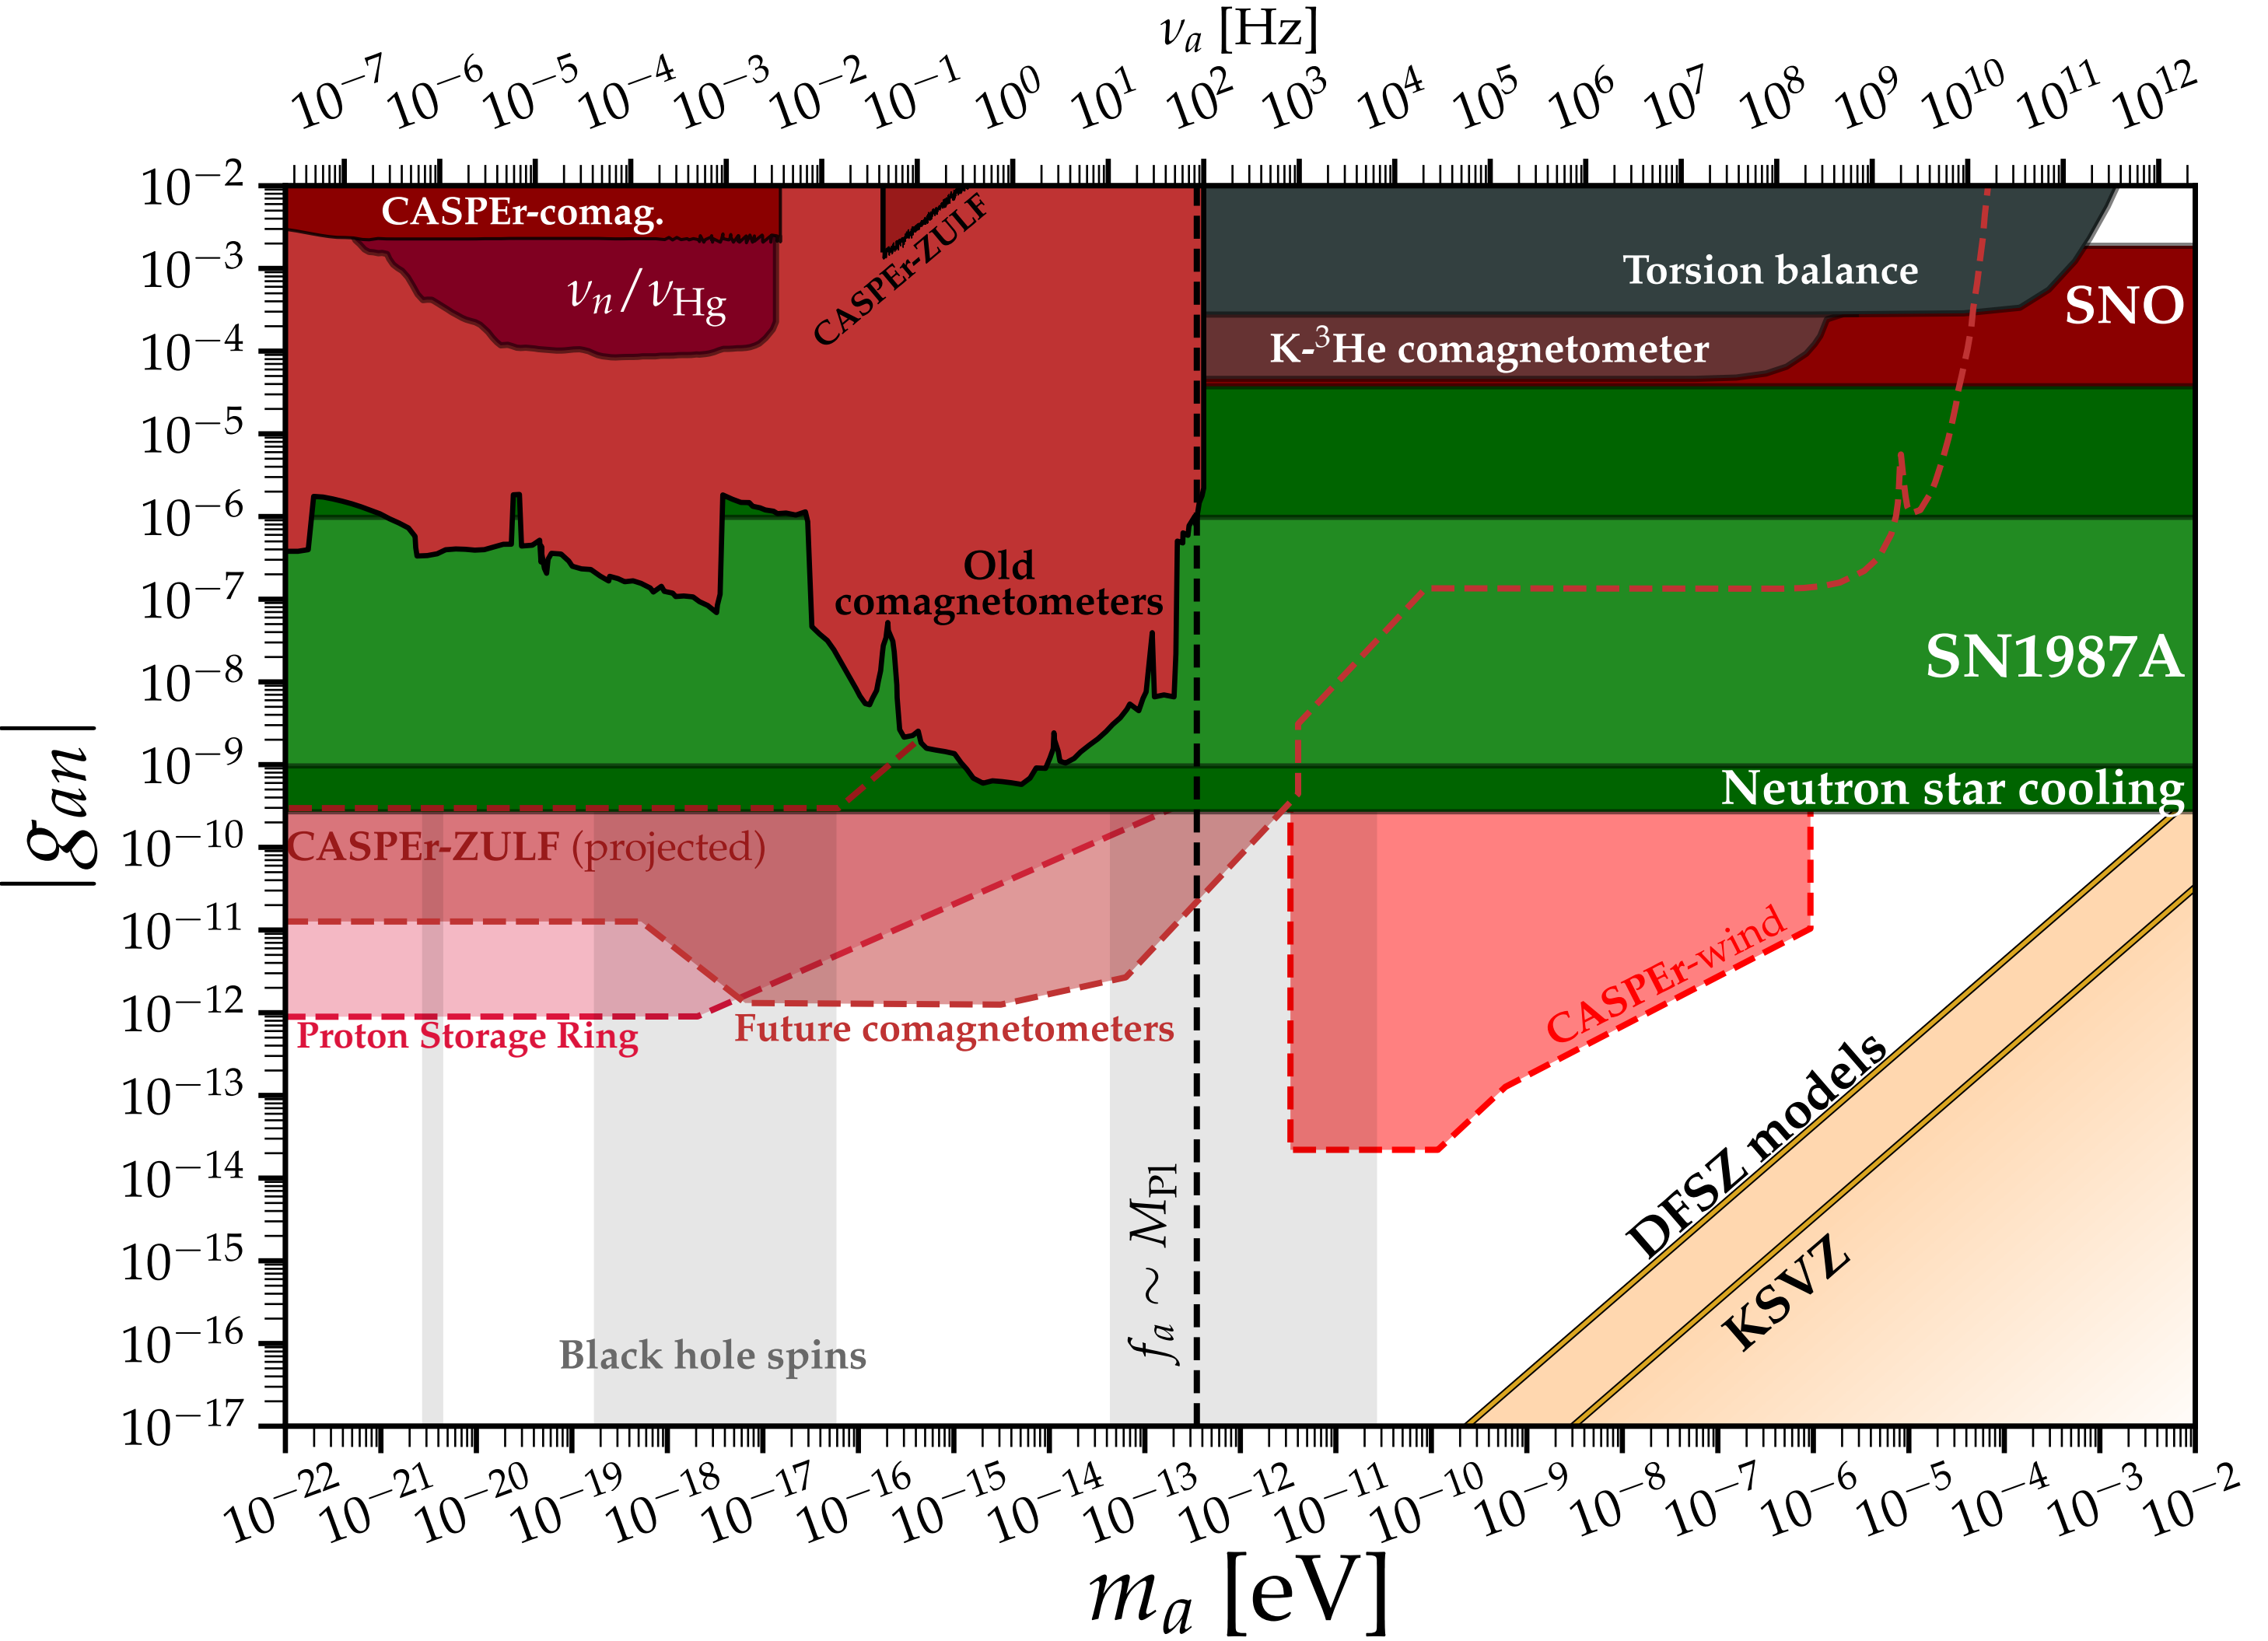 ν_a [Hz]
10^−7 10^−6 10^−5 10^−4 10^−3 10^−2 10^−1 10^0 10^1 10^2 10^3 10^4 10^5 10^6 10^7 10^8 10^9 10^10 10^11 10^12
|g_an|
10^−2
10^−3
10^−4
10^−5
10^−6
10^−7
10^−8
10^−9
10^−10
10^−11
10^−12
10^−13
10^−14
10^−15
10^−16
10^−17
CASPEr-comag.
ν_n/ν_Hg
CASPEr-ZULF
Torsion balance
SNO
K-³He comagnetometer
Old
comagnetometers
SN1987A
Neutron star cooling
CASPEr-ZULF (projected)
Proton Storage Ring
Future comagnetometers
CASPEr-wind
DFSZ models
KSVZ
f_a ∼ M_Pl
Black hole spins
10^−22 10^−21 10^−20 10^−19 10^−18 10^−17 10^−16 10^−15 10^−14 10^−13 10^−12 10^−11 10^−10 10^−9 10^−8 10^−7 10^−6 10^−5 10^−4 10^−3 10^−2
m_a [eV]